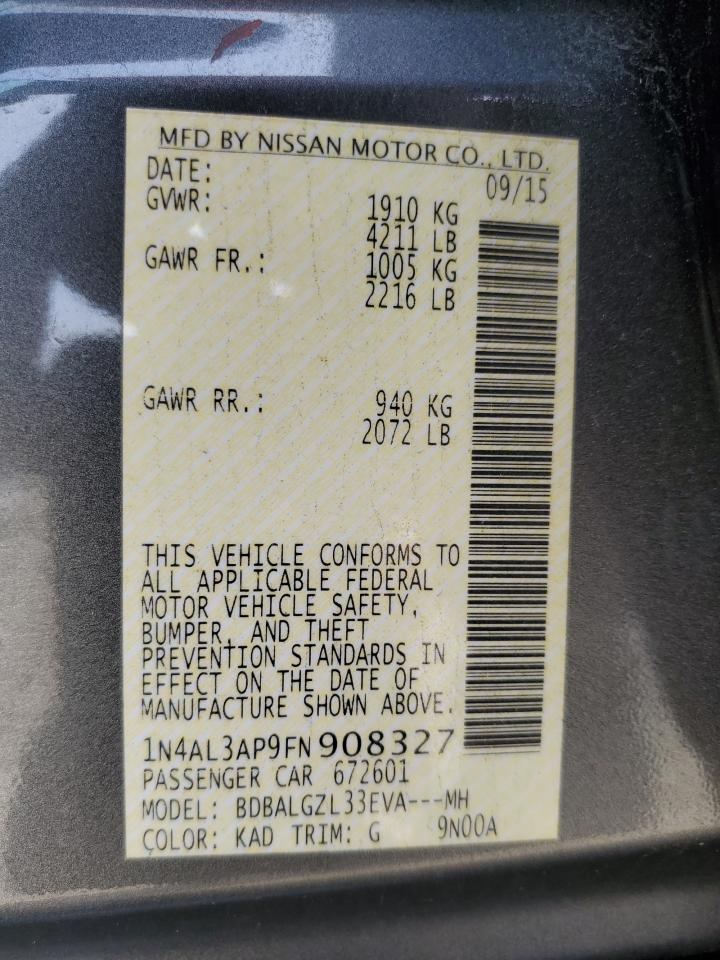 MFD BY NISSAN MOTOR CO., LTD.
DATE: 09/15
GVWR: 1910 KG
4211 LB
GAWR FR.: 1005 KG
2216 LB
GAWR RR.: 940 KG
2072 LB
THIS VEHICLE CONFORMS TO
ALL APPLICABLE FEDERAL
MOTOR VEHICLE SAFETY,
BUMPER, AND THEFT
PREVENTION STANDARDS IN
EFFECT ON THE DATE OF
MANUFACTURE SHOWN ABOVE.
1N4AL3AP9FN908327
PASSENGER CAR 672601
MODEL: BDBALGZL33EVA---MH
COLOR: KAD TRIM: G 9N00A